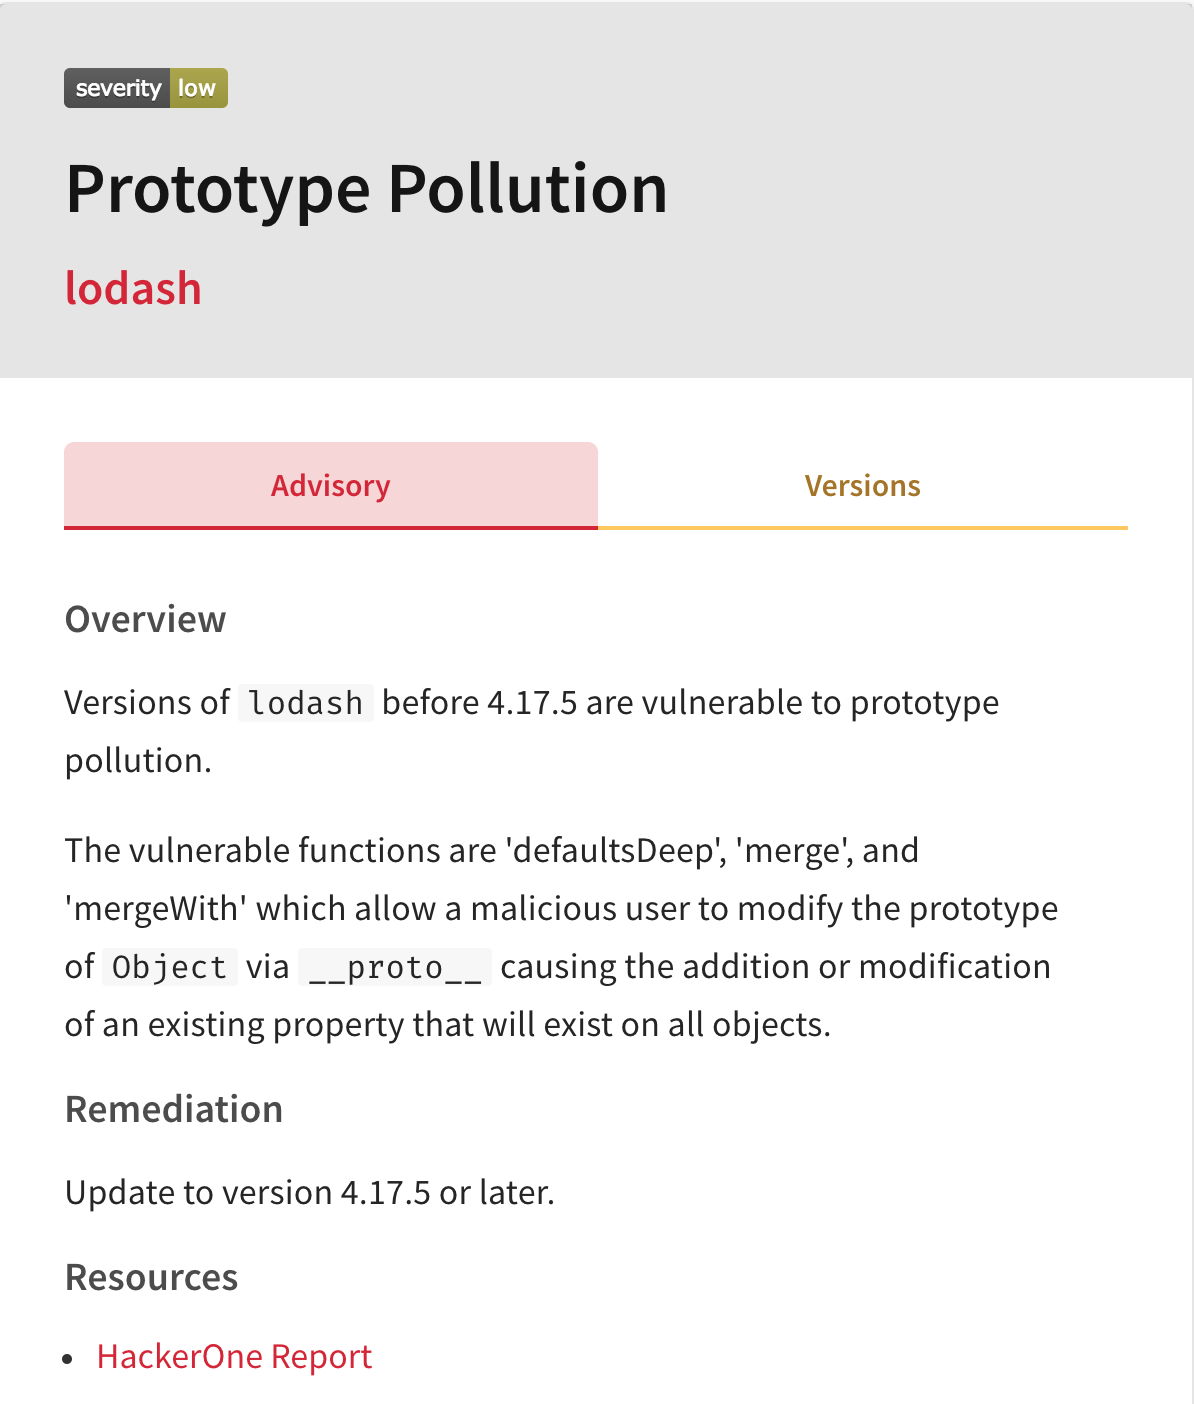 severity low
Prototype Pollution
lodash
Advisory Versions
Overview
Versions of lodash before 4.17.5 are vulnerable to prototype
pollution.
The vulnerable functions are 'defaultsDeep', 'merge', and
'mergeWith' which allow a malicious user to modify the prototype
of Object via __proto__ causing the addition or modification
of an existing property that will exist on all objects.
Remediation
Update to version 4.17.5 or later.
Resources
• HackerOne Report